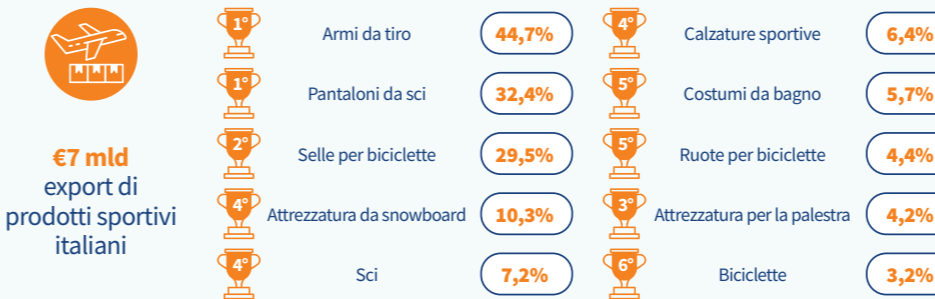 €7 mld
export di
prodotti sportivi
italiani
1° Armi da tiro 44,7%
1° Pantaloni da sci 32,4%
2° Selle per biciclette 29,5%
4° Attrezzatura da snowboard 10,3%
4° Sci 7,2%
4° Calzature sportive 6,4%
5° Costumi da bagno 5,7%
5° Ruote per biciclette 4,4%
3° Attrezzatura per la palestra 4,2%
6° Biciclette 3,2%